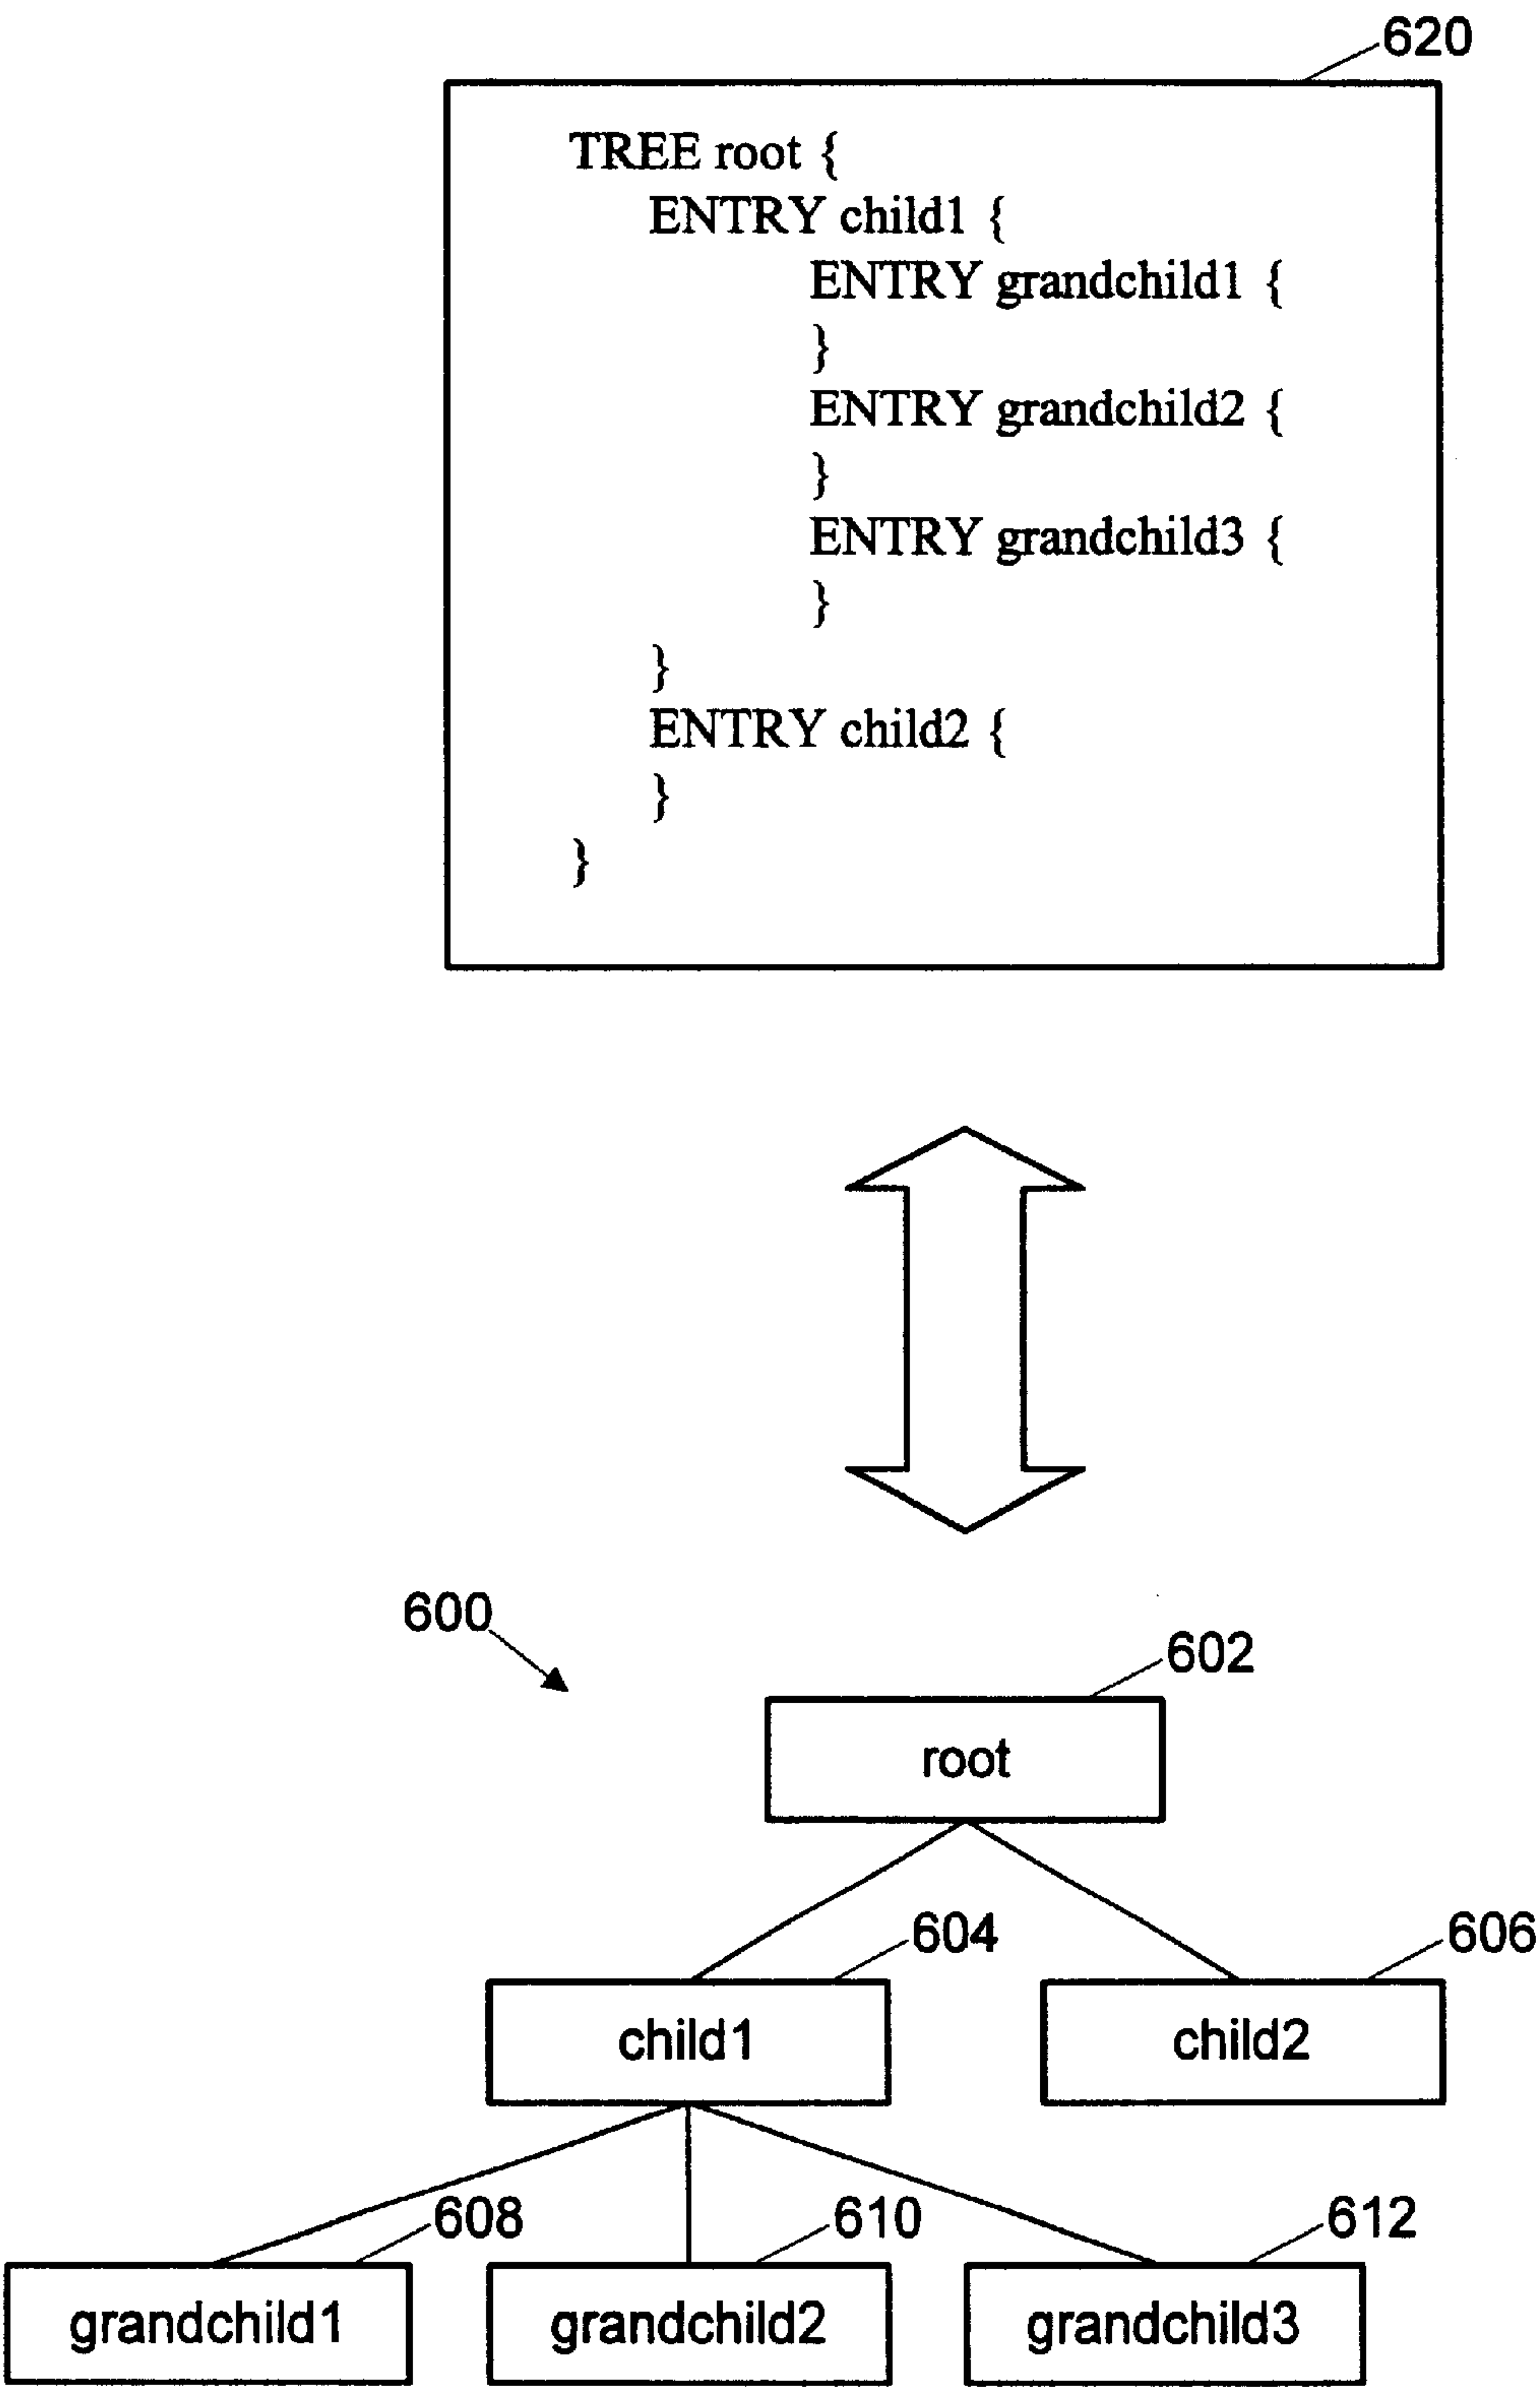 620
TREE root {
ENTRY child1 {
ENTRY grandchild1 {
}
ENTRY grandchild2 {
}
ENTRY grandchild3 {
}
}
ENTRY child2 {
}
}
600
602
root
604
606
child1
child2
608
610
612
grandchild1
grandchild2
grandchild3